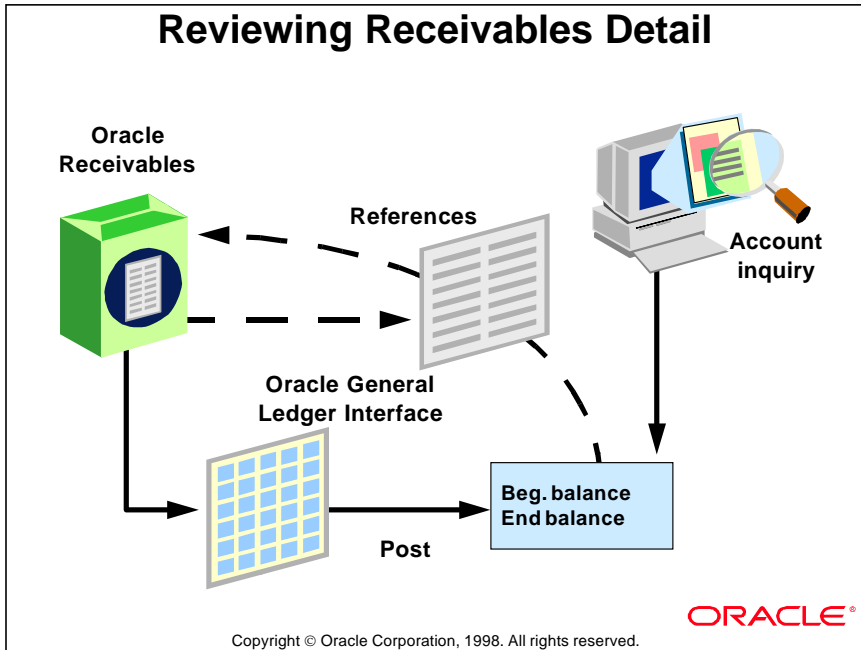 Reviewing Receivables Detail
Oracle
Receivables
References
Account
inquiry
Oracle General
Ledger Interface
Beg. balance
End balance
Post
ORACLE®
Copyright © Oracle Corporation, 1998. All rights reserved.